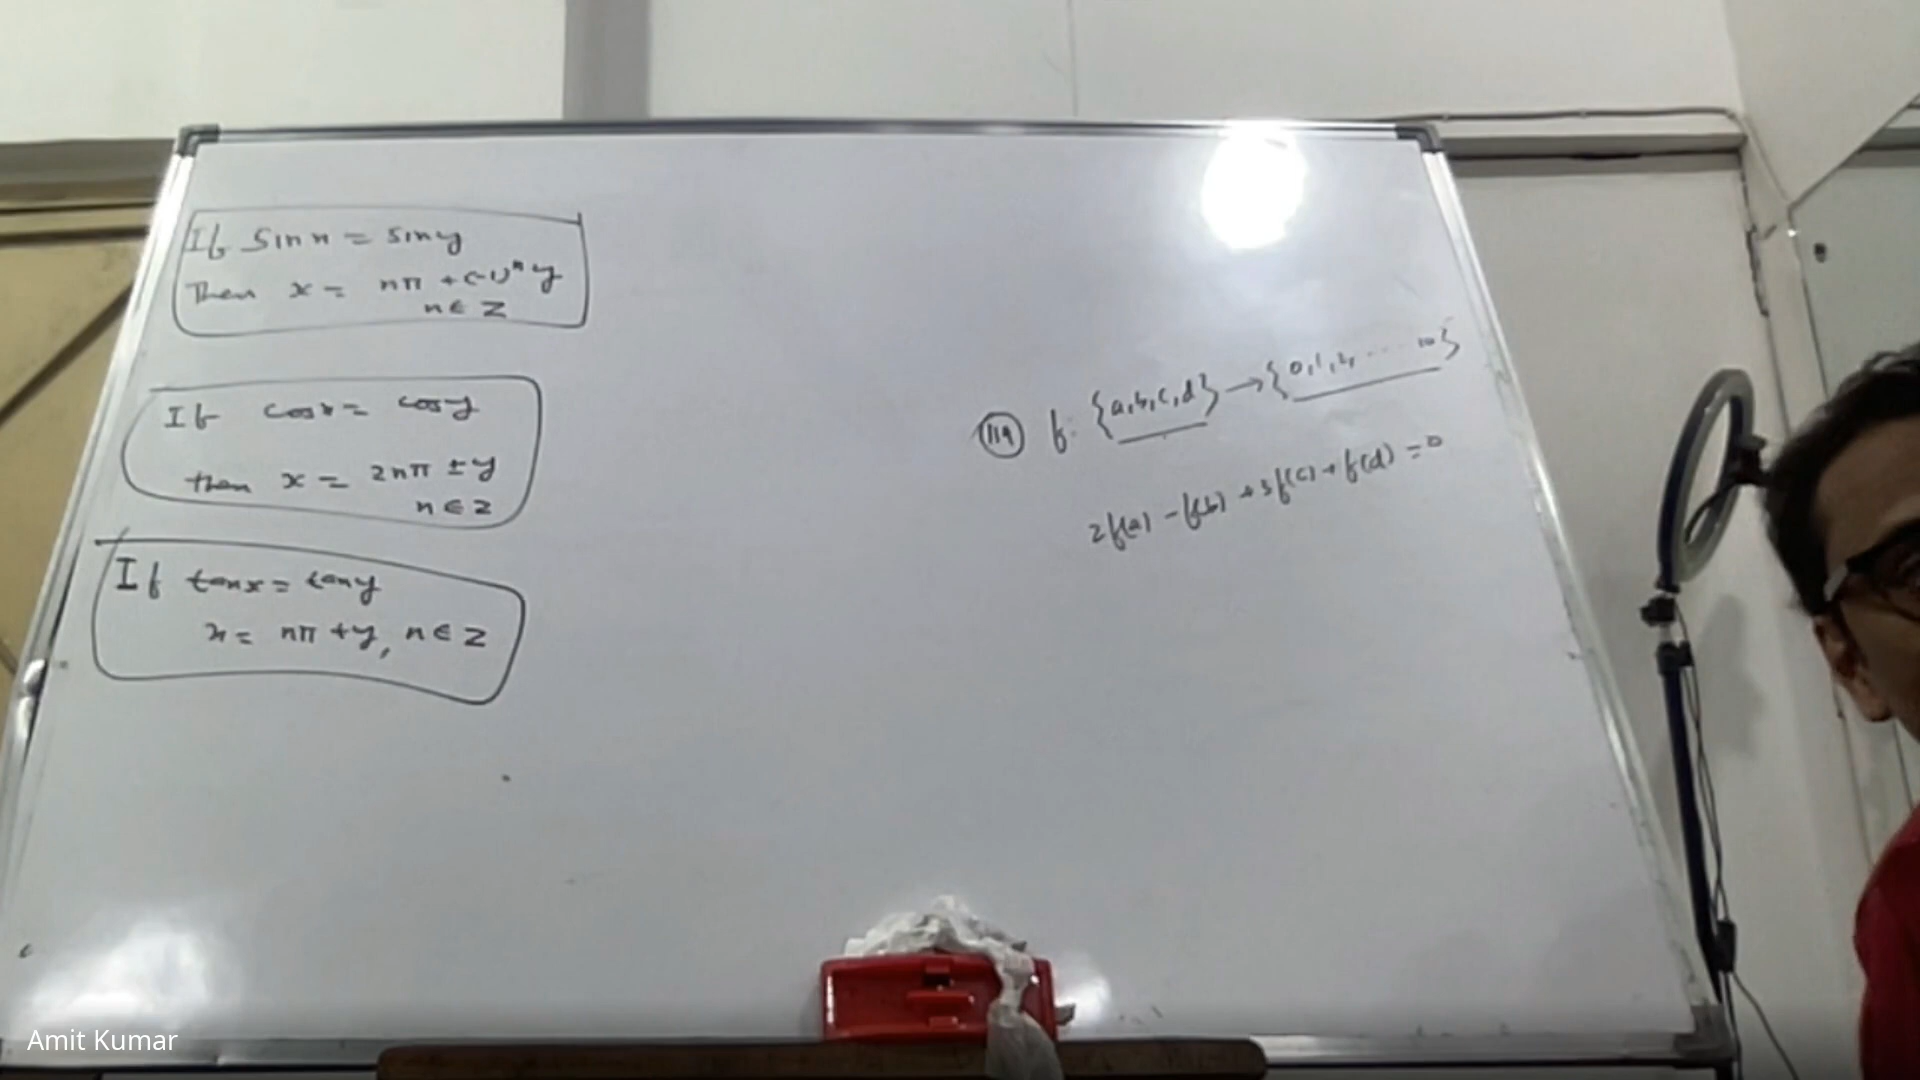 If sin x = sin y
Then x = nπ + (-1)ⁿ y
n ∈ Z
If cos x = cos y
then x = 2nπ ± y
n ∈ Z
If tan x = tan y
x = nπ + y, n ∈ Z
119 f: {a,b,c,d} → {0,1,2, ... 10}
2f(a) - f(b) + 3f(c) + f(d) = 0
Amit Kumar